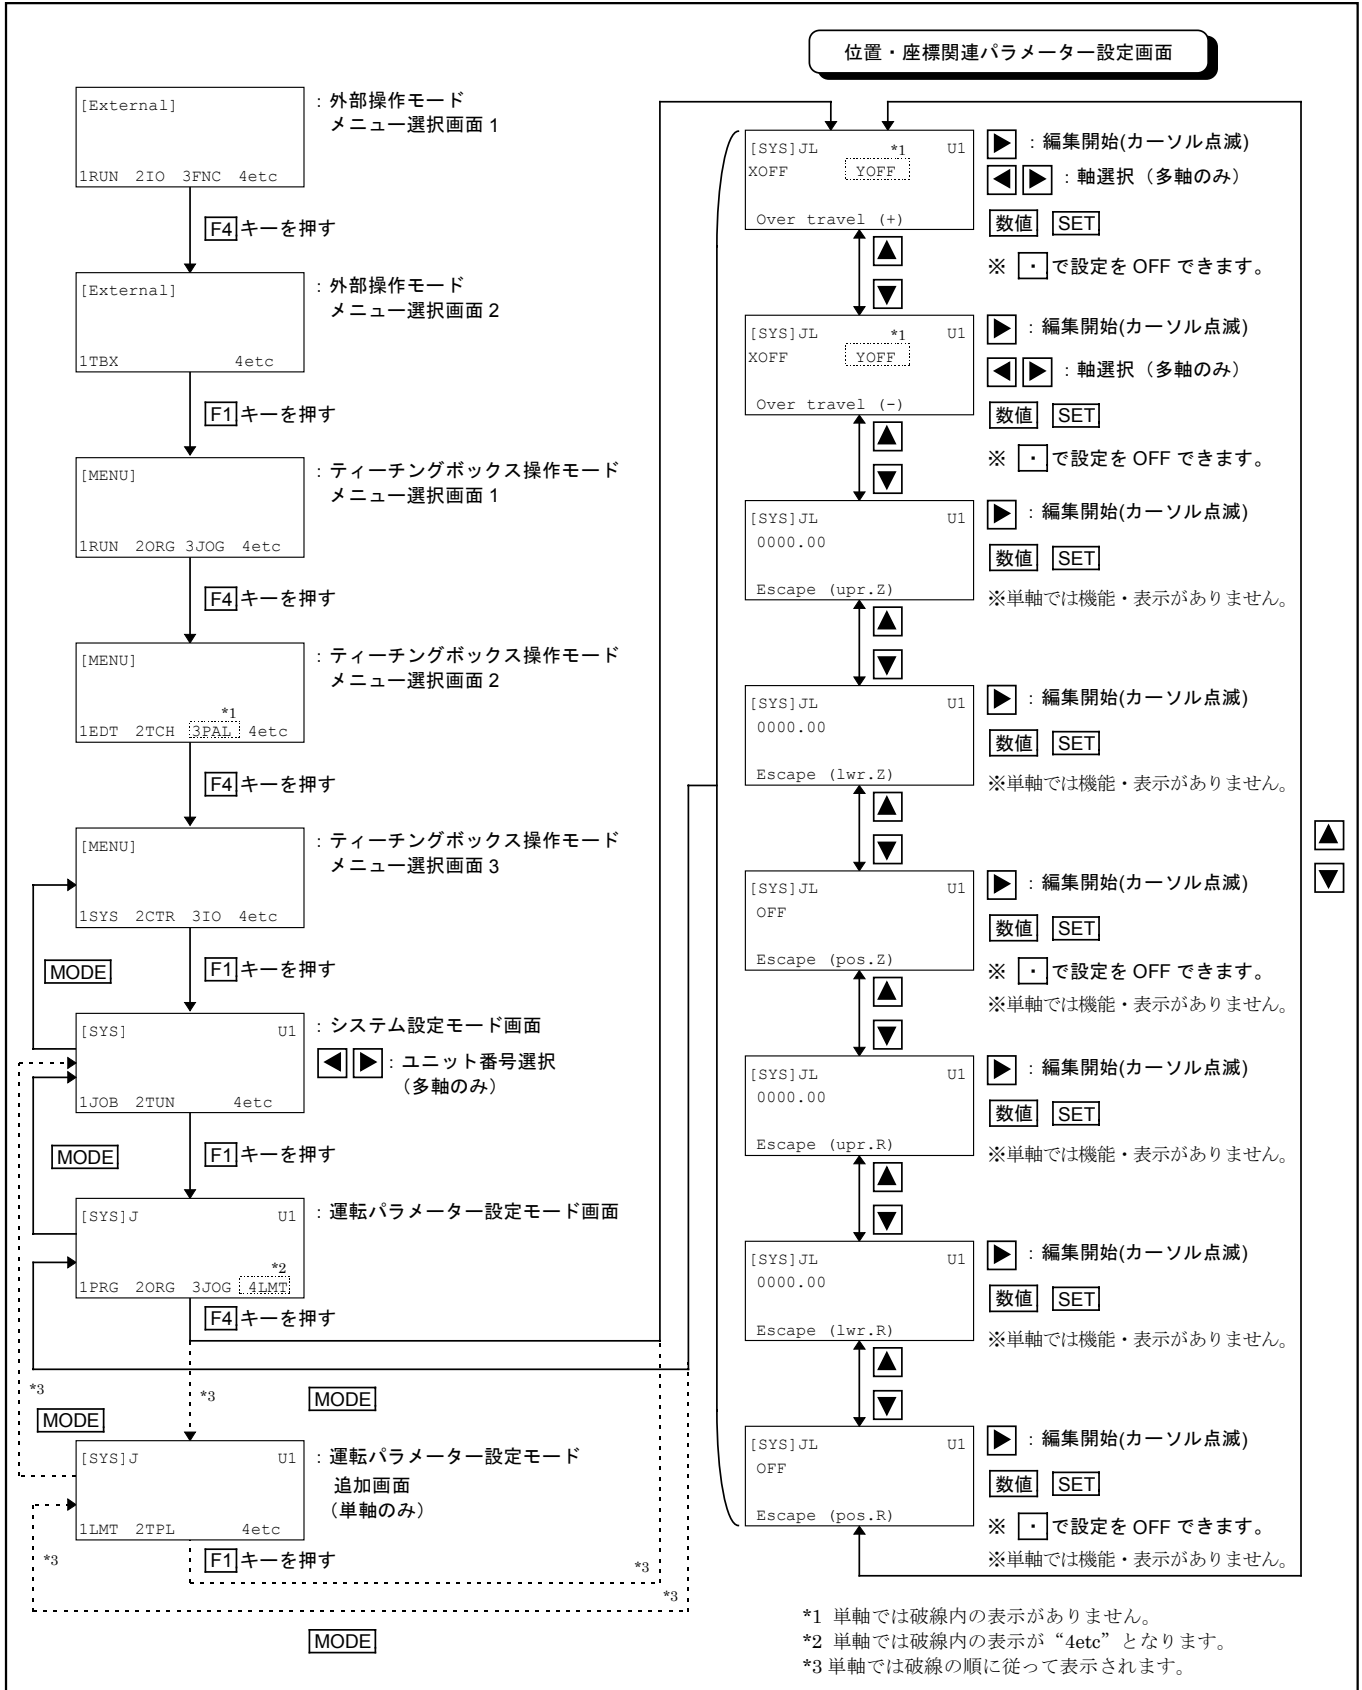 位置・座標関連パラメーター設定画面
[External]
1RUN 2IO 3FNC 4etc
：外部操作モード
メニュー選択画面 1
F4 キーを押す
[External]
1TBX 4etc
：外部操作モード
メニュー選択画面 2
F1 キーを押す
[MENU]
1RUN 2ORG 3JOG 4etc
：ティーチングボックス操作モード
メニュー選択画面 1
F4 キーを押す
[MENU]
*1
1EDT 2TCH 3PAL 4etc
：ティーチングボックス操作モード
メニュー選択画面 2
F4 キーを押す
[MENU]
1SYS 2CTR 3IO 4etc
：ティーチングボックス操作モード
メニュー選択画面 3
MODE
F1 キーを押す
[SYS] U1
1JOB 2TUN 4etc
：システム設定モード画面
◀ ▶：ユニット番号選択
（多軸のみ）
MODE
F1 キーを押す
[SYS]J U1
*2
1PRG 2ORG 3JOG 4LMT
：運転パラメーター設定モード画面
F4 キーを押す
*3
*3
MODE
MODE
[SYS]J U1
1LMT 2TPL 4etc
：運転パラメーター設定モード
追加画面
（単軸のみ）
*3
F1 キーを押す
*3
*3
MODE
[SYS]JL *1 U1
XOFF YOFF
Over travel (+)
▶ ：編集開始(カーソル点滅)
◀ ▶ ：軸選択（多軸のみ）
数値 SET
※ ・ で設定を OFF できます。
▲
▼
[SYS]JL *1 U1
XOFF YOFF
Over travel (-)
▶ ：編集開始(カーソル点滅)
◀ ▶ ：軸選択（多軸のみ）
数値 SET
※ ・ で設定を OFF できます。
▲
▼
[SYS]JL U1
0000.00
Escape (upr.Z)
▶ ：編集開始(カーソル点滅)
数値 SET
※単軸では機能・表示がありません。
▲
▼
[SYS]JL U1
0000.00
Escape (lwr.Z)
▶ ：編集開始(カーソル点滅)
数値 SET
※単軸では機能・表示がありません。
▲
▼
▲
▼
[SYS]JL U1
OFF
Escape (pos.Z)
▶ ：編集開始(カーソル点滅)
数値 SET
※ ・ で設定を OFF できます。
※単軸では機能・表示がありません。
▲
▼
[SYS]JL U1
0000.00
Escape (upr.R)
▶ ：編集開始(カーソル点滅)
数値 SET
※単軸では機能・表示がありません。
▲
▼
[SYS]JL U1
0000.00
Escape (lwr.R)
▶ ：編集開始(カーソル点滅)
数値 SET
※単軸では機能・表示がありません。
▲
▼
[SYS]JL U1
OFF
Escape (pos.R)
▶ ：編集開始(カーソル点滅)
数値 SET
※ ・ で設定を OFF できます。
※単軸では機能・表示がありません。
*1 単軸では破線内の表示がありません。
*2 単軸では破線内の表示が“4etc”となります。
*3 単軸では破線の順に従って表示されます。